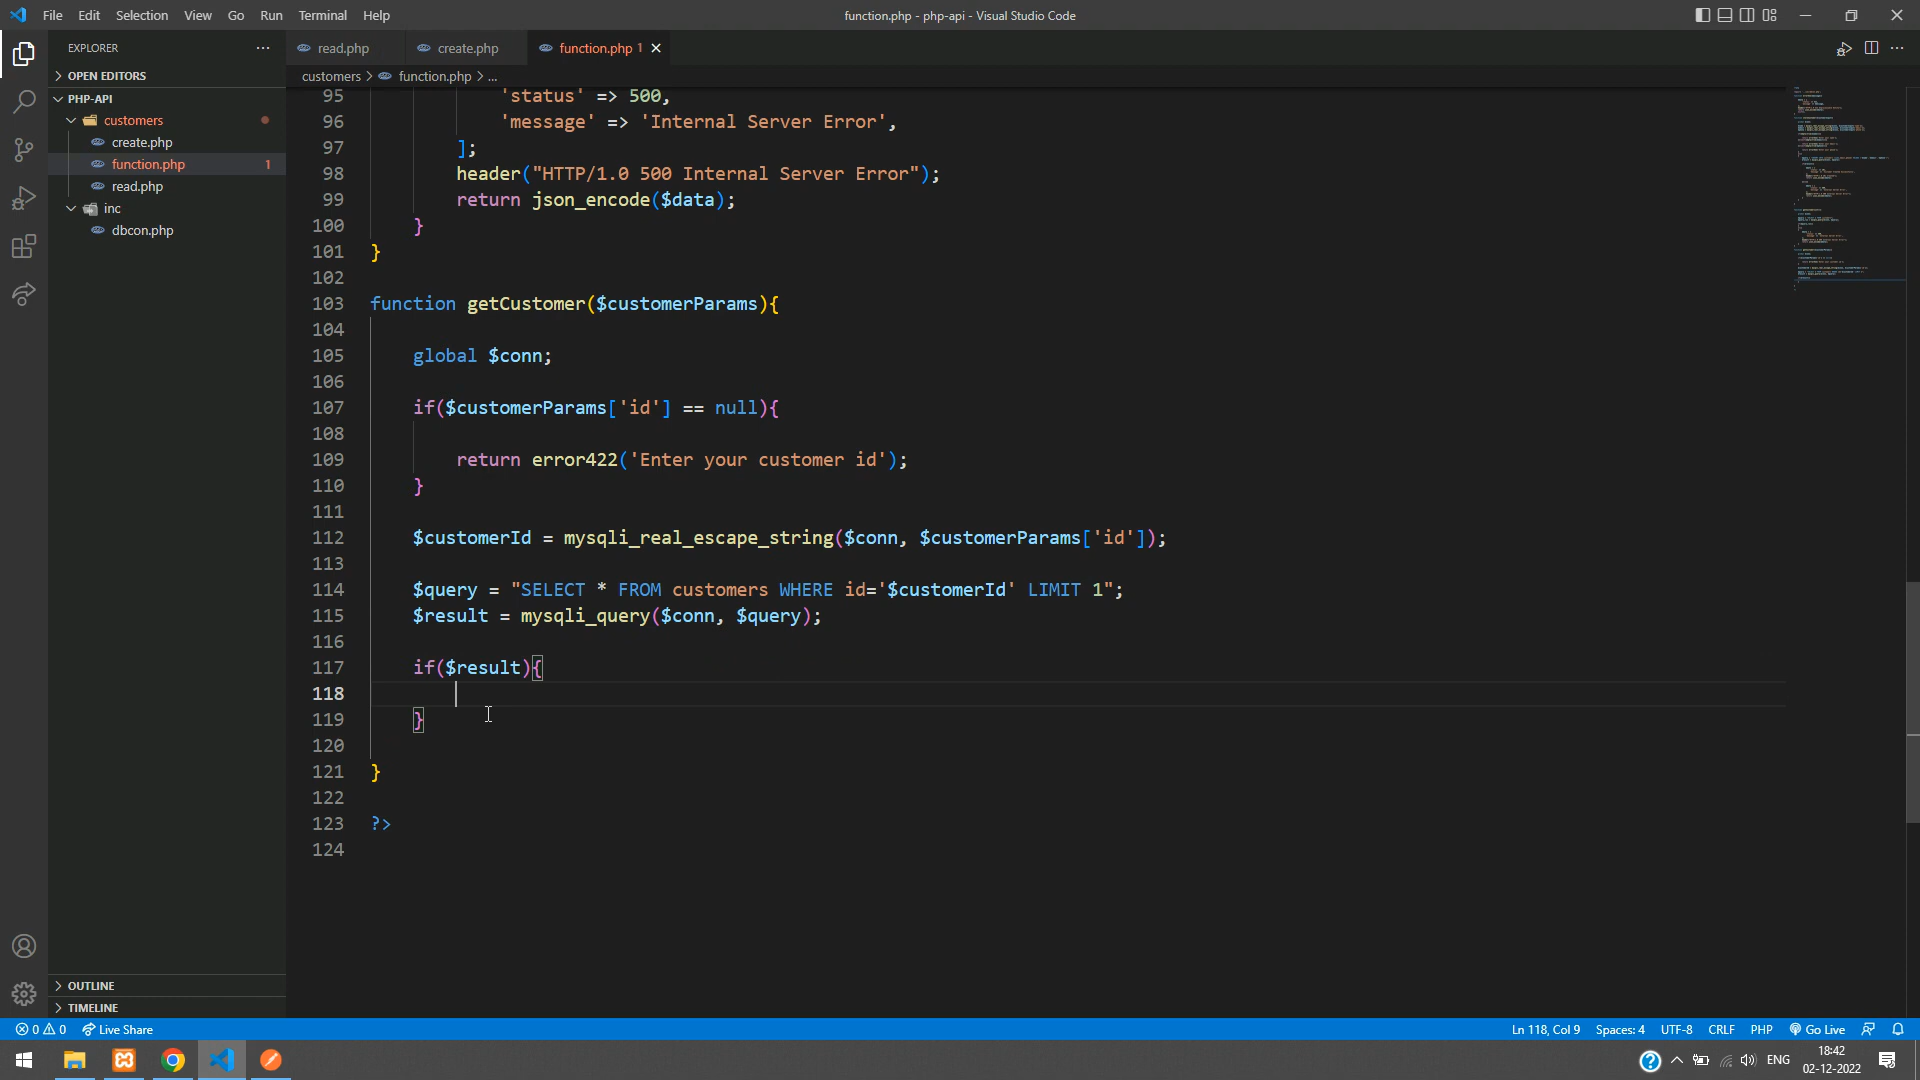 File Edit Selection View Go Run Terminal Help
function.php - php-api - Visual Studio Code
EXPLORER
read.php
create.php
function.php 1
OPEN EDITORS
customers > function.php > ...
PHP-API
customers
create.php
function.php 1
read.php
inc
dbcon.php
95 'status' => 500,
96 'message' => 'Internal Server Error',
97 ];
98 header("HTTP/1.0 500 Internal Server Error");
99 return json_encode($data);
100 }
101 }
102
103 function getCustomer($customerParams){
104
105 global $conn;
106
107 if($customerParams['id'] == null){
108
109 return error422('Enter your customer id');
110 }
111
112 $customerId = mysqli_real_escape_string($conn, $customerParams['id']);
113
114 $query = "SELECT * FROM customers WHERE id='$customerId' LIMIT 1";
115 $result = mysqli_query($conn, $query);
116
117 if($result){
118
119 }
120
121 }
122
123 ?>
124
OUTLINE
TIMELINE
0 0 Live Share
Ln 118, Col 9 Spaces: 4 UTF-8 CRLF PHP Go Live
ENG
18:42
02-12-2022